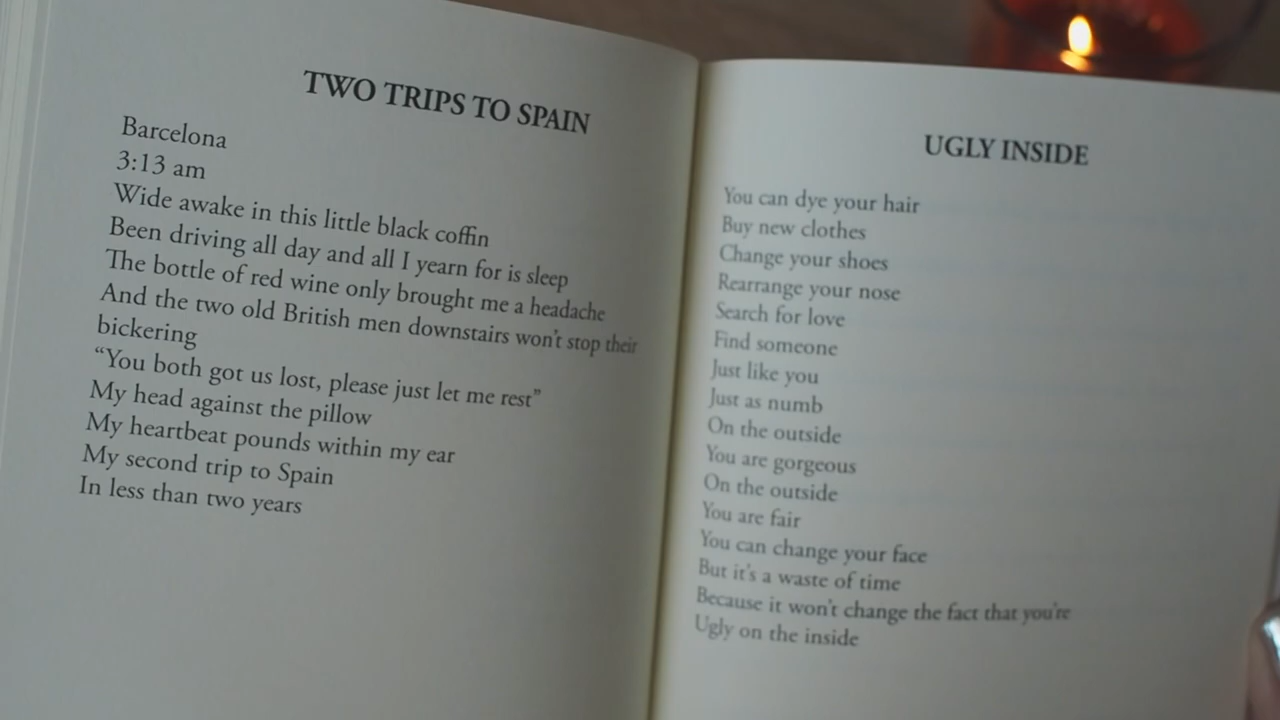 TWO TRIPS TO SPAIN
Barcelona
3:13 am
Wide awake in this little black coffin
Been driving all day and all I yearn for is sleep
The bottle of red wine only brought me a headache
And the two old British men downstairs won't stop their
bickering
“You both got us lost, please just let me rest”
My head against the pillow
My heartbeat pounds within my ear
My second trip to Spain
In less than two years
UGLY INSIDE
You can dye your hair
Buy new clothes
Change your shoes
Rearrange your nose
Search for love
Find someone
Just like you
Just as numb
On the outside
You are gorgeous
On the outside
You are fair
You can change your face
But it's a waste of time
Because it won't change the fact that you're
Ugly on the inside